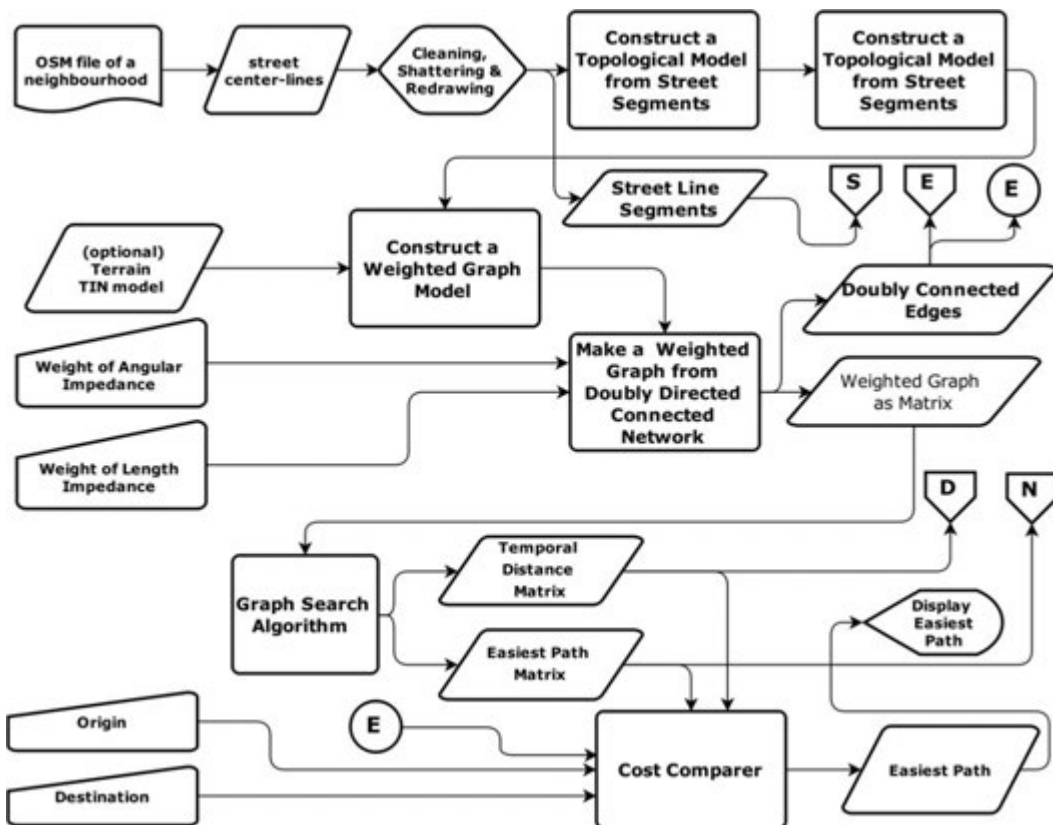 OSM file of a
neighbourhood
street
center-lines
Cleaning,
Shattering &
Redrawing
Construct a
Topological Model
from Street
Segments
Construct a
Topological Model
from Street
Segments
Street Line
Segments
S
E
E
(optional)
Terrain
TIN model
Construct a
Weighted Graph
Model
Doubly Connected
Edges
Weight of Angular
Impedance
Make a Weighted
Graph from
Doubly Directed
Connected
Network
Weighted Graph
as Matrix
Weight of Length
Impedance
D
N
Graph Search
Algorithm
Temporal
Distance
Matrix
Display
Easiest
Path
Easiest Path
Matrix
Origin
E
Cost Comparer
Easiest Path
Destination